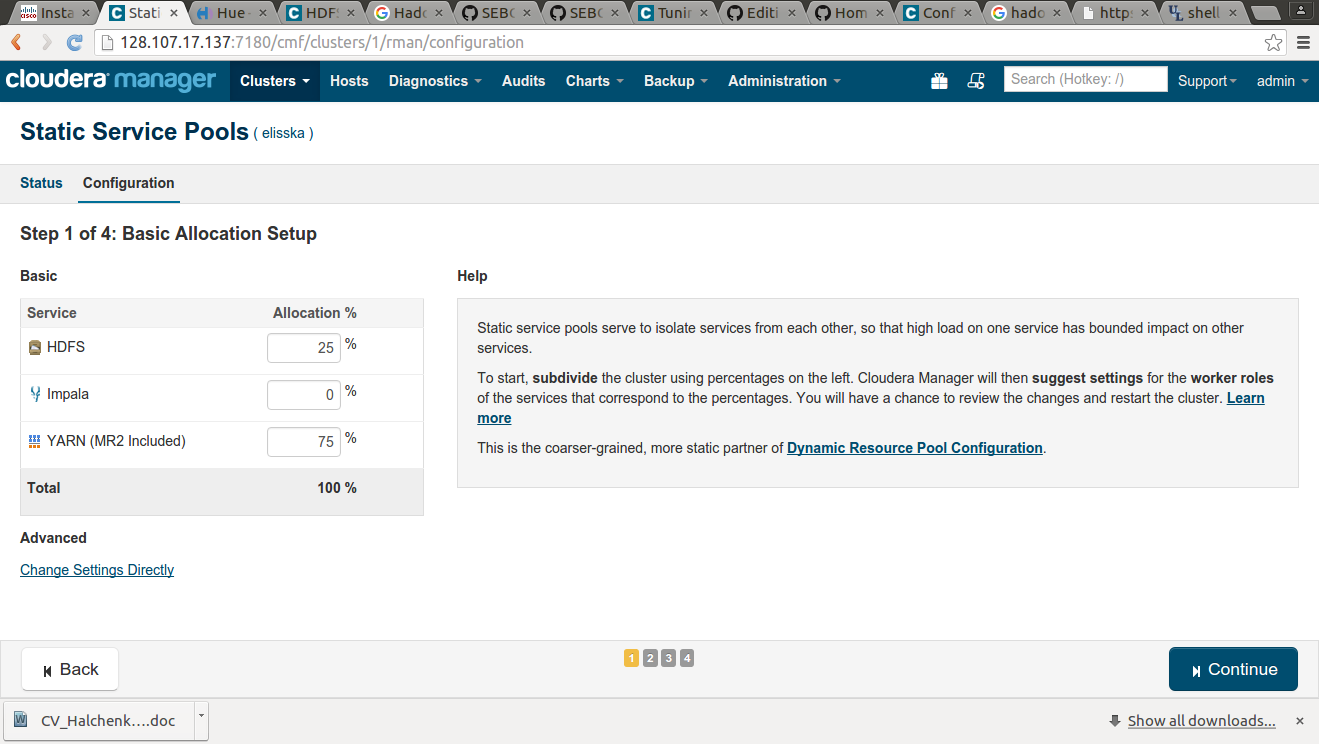 Insta
Stati
Hue -
HDFS
Hado
SEBC
SEBC
Tunin
Editi
Hom
Conf
hado
https
shell
128.107.17.137:7180/cmf/clusters/1/rman/configuration
cloudera manager Clusters Hosts Diagnostics Audits Charts Backup Administration Search (Hotkey: /) Support admin
Static Service Pools ( elisska )
Status Configuration
Step 1 of 4: Basic Allocation Setup
Basic
Service Allocation %
HDFS 25 %
Impala 0 %
YARN (MR2 Included) 75 %
Total 100 %
Advanced
Change Settings Directly
Help
Static service pools serve to isolate services from each other, so that high load on one service has bounded impact on other
services.
To start, subdivide the cluster using percentages on the left. Cloudera Manager will then suggest settings for the worker roles
of the services that correspond to the percentages. You will have a chance to review the changes and restart the cluster. Learn
more
This is the coarser-grained, more static partner of Dynamic Resource Pool Configuration.
Back 1 2 3 4 Continue
CV_Halchenk....doc Show all downloads...